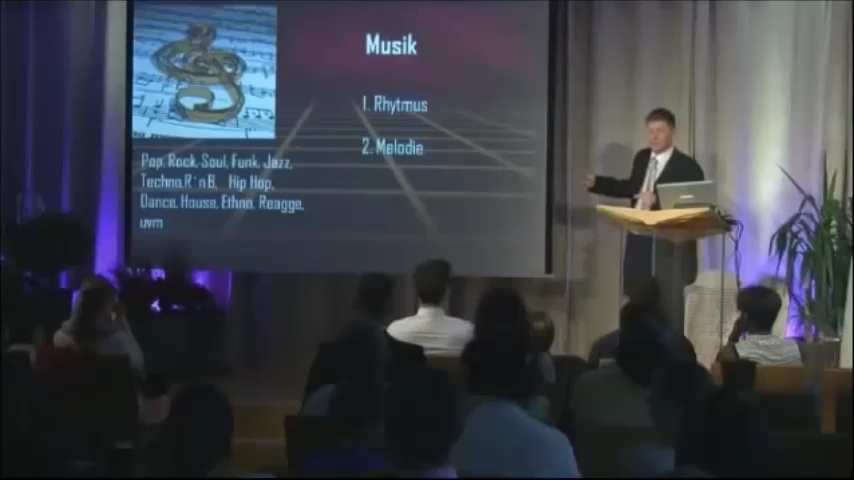 Musik
1. Rhytmus
2. Melodie
Pop, Rock, Soul, Funk, Jazz,
Techno,R`n B, Hip Hop,
Dance, House, Ethno, Reagge,
uvm